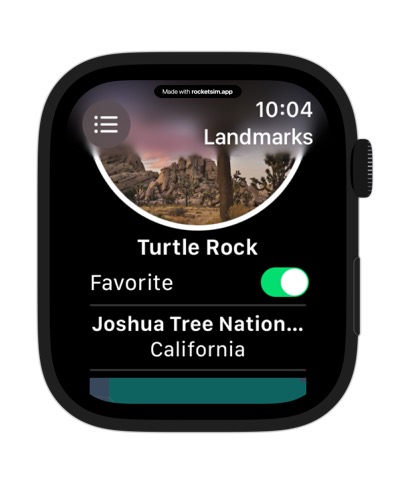 Made with rocketsim.app
10:04
Landmarks
Turtle Rock
Favorite
Joshua Tree Nation...
California